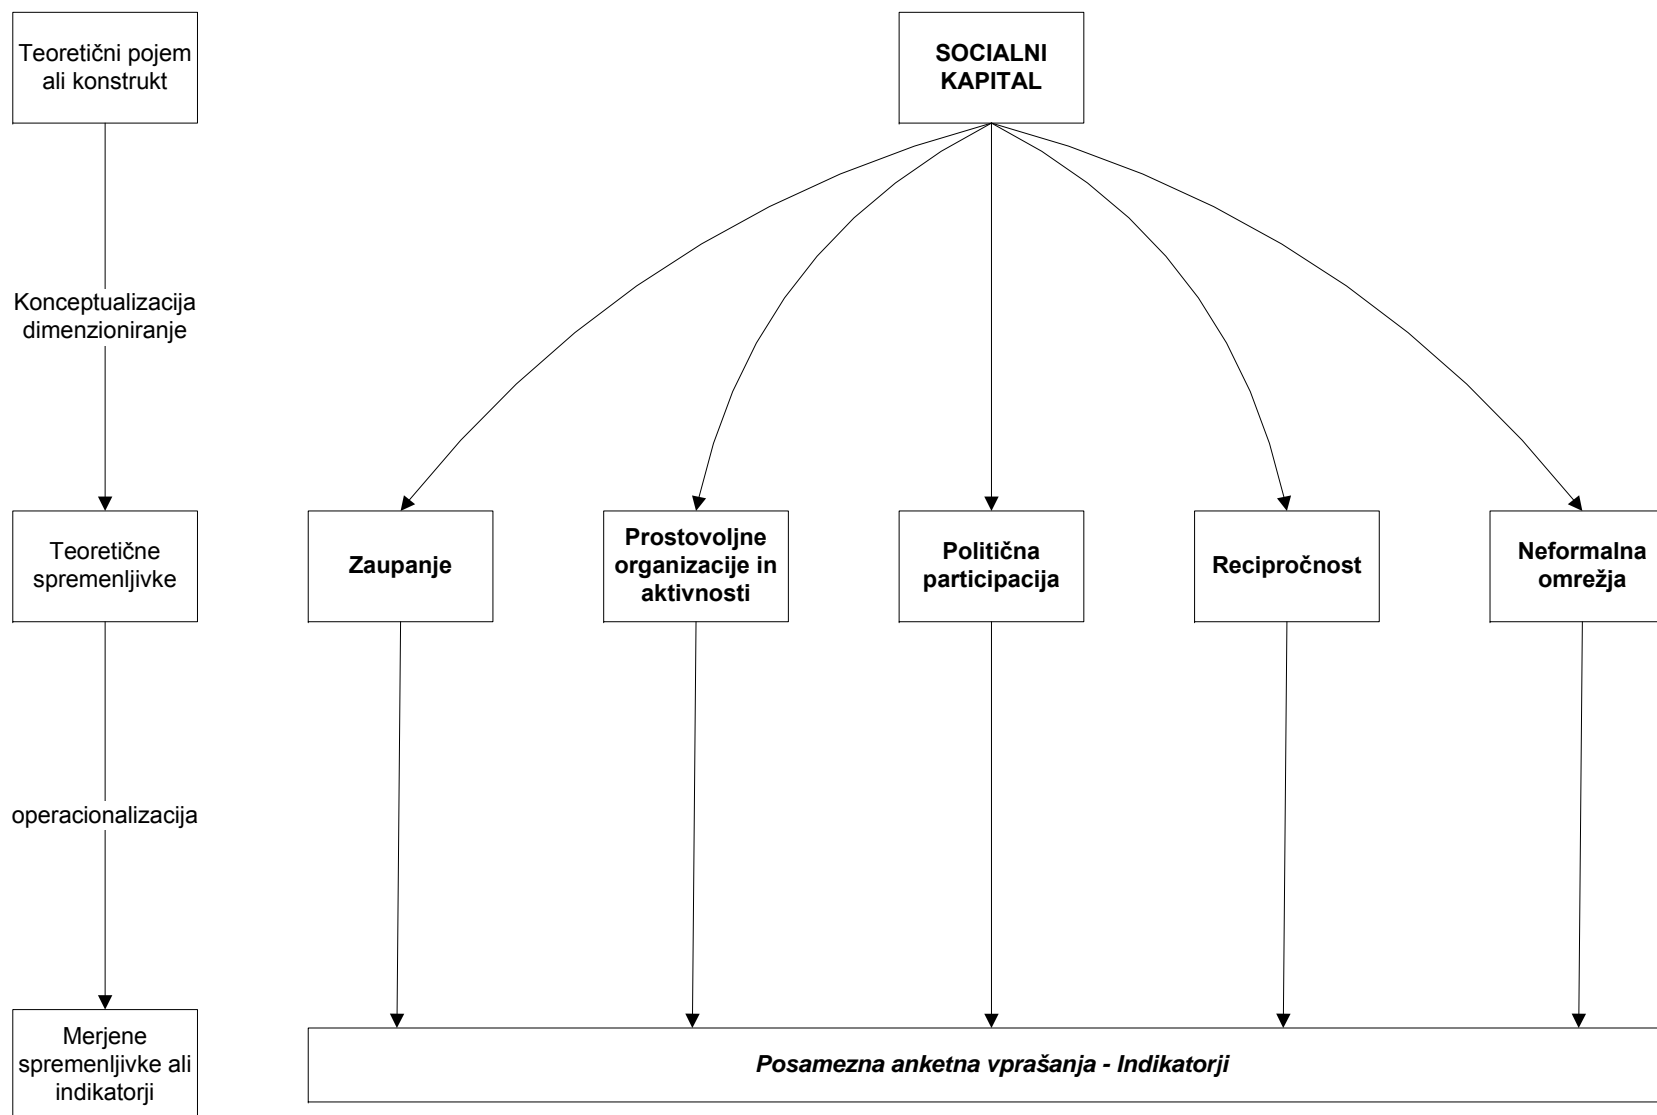 Teoretični pojem
ali konstrukt
SOCIALNI
KAPITAL
Konceptualizacija
dimenzioniranje
Teoretične
spremenljivke
Zaupanje
Prostovoljne
organizacije in
aktivnosti
Politična
participacija
Recipročnost
Neformalna
omrežja
operacionalizacija
Merjene
spremenljivke ali
indikatorji
Posamezna anketna vprašanja - Indikatorji